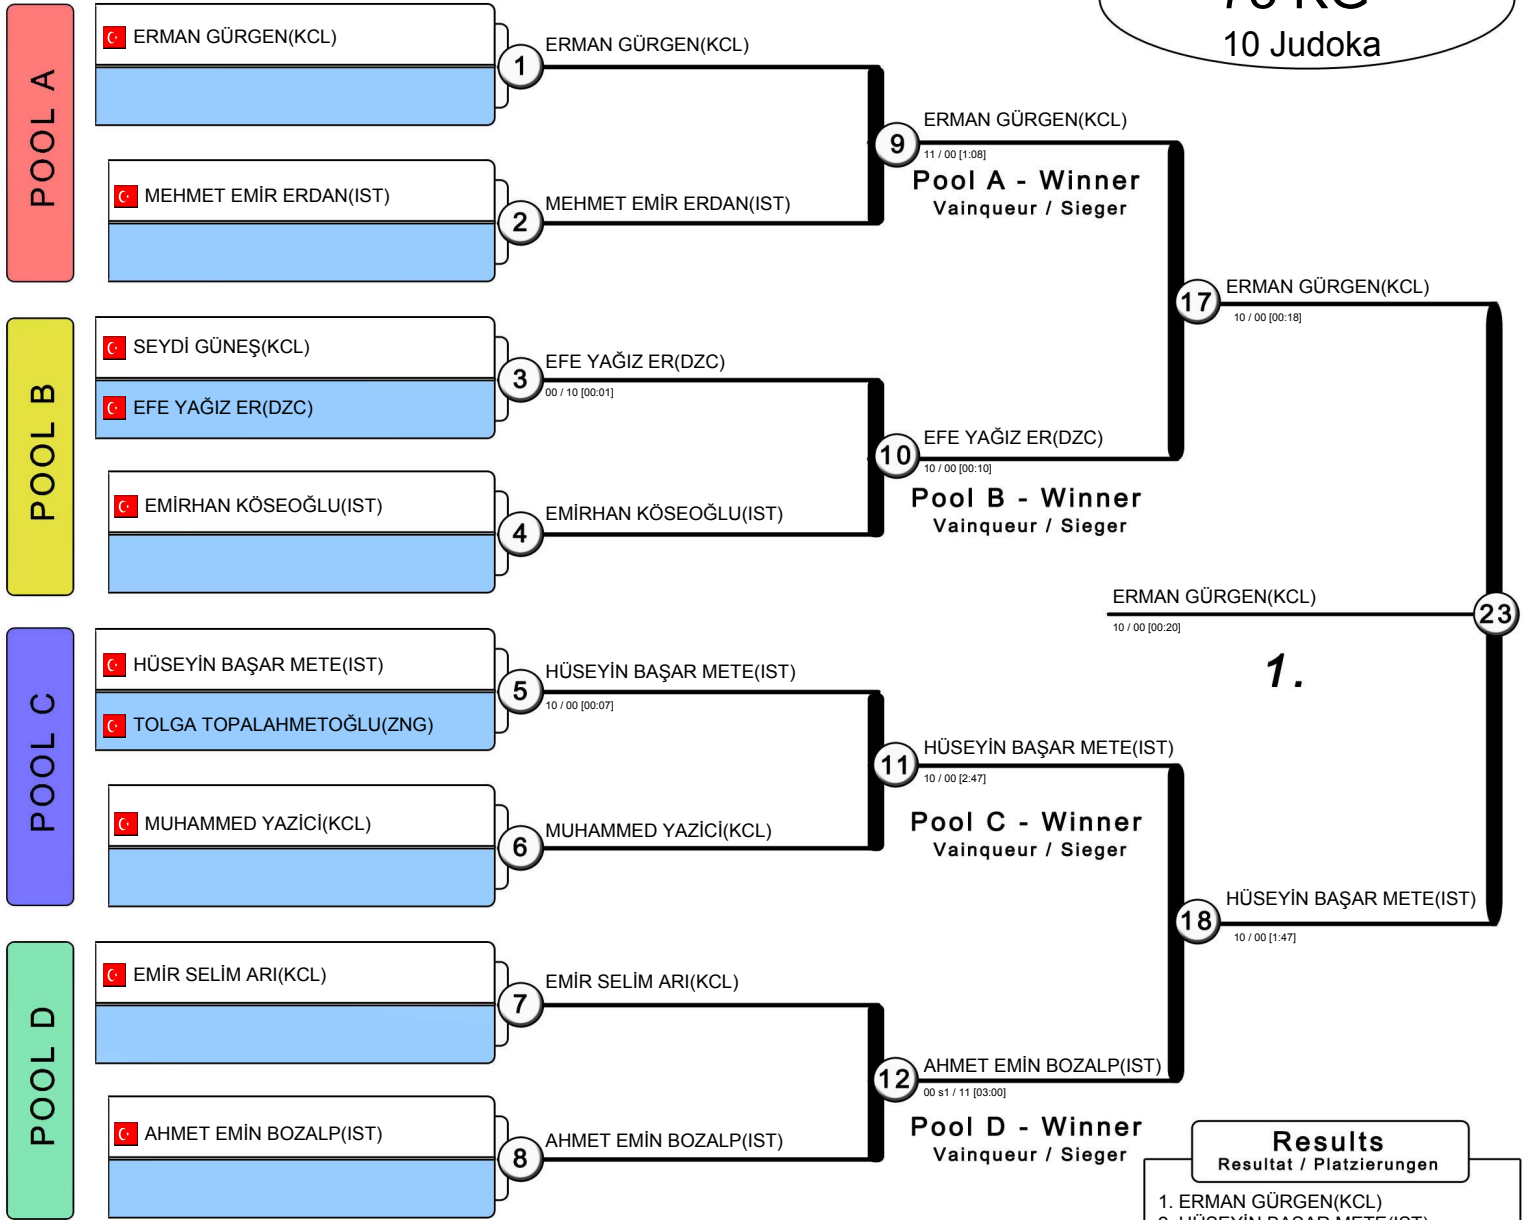 10 Judoka
POOL A
ERMAN GÜRGEN(KCL)
1
ERMAN GÜRGEN(KCL)
MEHMET EMİR ERDAN(IST)
2
MEHMET EMİR ERDAN(IST)
9
ERMAN GÜRGEN(KCL)
11 / 00 [1:08]
Pool A - Winner
Vainqueur / Sieger
POOL B
SEYDİ GÜNEŞ(KCL)
EFE YAĞIZ ER(DZC)
3
EFE YAĞIZ ER(DZC)
00 / 10 [00:01]
EMİRHAN KÖSEOĞLU(IST)
4
EMİRHAN KÖSEOĞLU(IST)
10
EFE YAĞIZ ER(DZC)
10 / 00 [00:10]
Pool B - Winner
Vainqueur / Sieger
17
ERMAN GÜRGEN(KCL)
10 / 00 [00:18]
ERMAN GÜRGEN(KCL)
23
10 / 00 [00:20]
1.
POOL C
HÜSEYİN BAŞAR METE(IST)
TOLGA TOPALAHMETOĞLU(ZNG)
5
HÜSEYİN BAŞAR METE(IST)
10 / 00 [00:07]
MUHAMMED YAZİCİ(KCL)
6
MUHAMMED YAZİCİ(KCL)
11
HÜSEYİN BAŞAR METE(IST)
10 / 00 [2:47]
Pool C - Winner
Vainqueur / Sieger
18
HÜSEYİN BAŞAR METE(IST)
10 / 00 [1:47]
POOL D
EMİR SELİM ARI(KCL)
7
EMİR SELİM ARI(KCL)
AHMET EMİN BOZALP(IST)
8
AHMET EMİN BOZALP(IST)
12
AHMET EMİN BOZALP(IST)
00 s1 / 11 [03:00]
Pool D - Winner
Vainqueur / Sieger
Results
Resultat / Platzierungen
1. ERMAN GÜRGEN(KCL)
2. HÜSEYİN BAŞAR METE(IST)